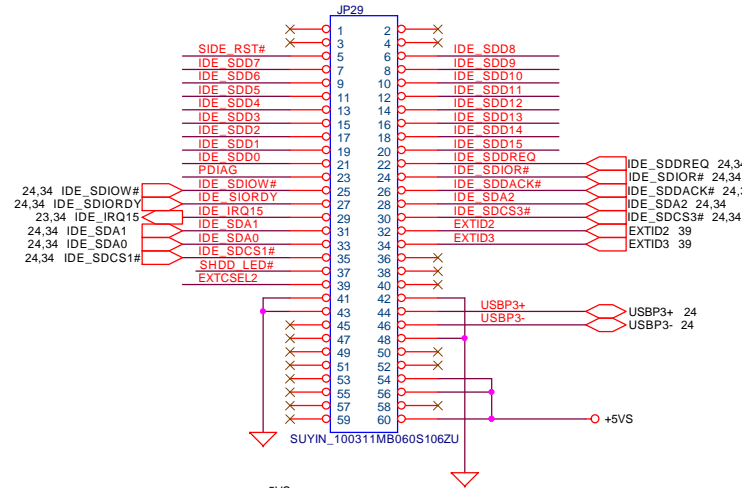 JP29
1 2
3 4
SIDE_RST# 5 6 IDE_SDD8
IDE_SDD7 7 8 IDE_SDD9
IDE_SDD6 9 10 IDE_SDD10
IDE_SDD5 11 12 IDE_SDD11
IDE_SDD4 13 14 IDE_SDD12
IDE_SDD3 15 16 IDE_SDD13
IDE_SDD2 17 18 IDE_SDD14
IDE_SDD1 19 20 IDE_SDD15
IDE_SDD0 21 22 IDE_SDDREQ IDE_SDDREQ 24,34
PDIAG 23 24 IDE_SDIOR# IDE_SDIOR# 24,34
24,34 IDE_SDIOW# IDE_SDIOW# 25 26 IDE_SDDACK# IDE_SDDACK# 24,
24,34 IDE_SDIORDY IDE_SIORDY 27 28 IDE_SDA2 IDE_SDA2 24,34
23,34 IDE_IRQ15 IDE_IRQ15 29 30 IDE_SDCS3# IDE_SDCS3# 24,34
24,34 IDE_SDA1 IDE_SDA1 31 32 EXTID2 EXTID2 39
24,34 IDE_SDA0 IDE_SDA0 33 34 EXTID3 EXTID3 39
24,34 IDE_SDCS1# IDE_SDCS1# 35 36
SHDD_LED# 37 38
EXTCSEL2 39 40
41 42
43 44 USBP3+ USBP3+ 24
45 46 USBP3- USBP3- 24
47 48
49 50
51 52
53 54
55 56
57 58
59 60 +5VS
SUYIN_100311MB060S106ZU